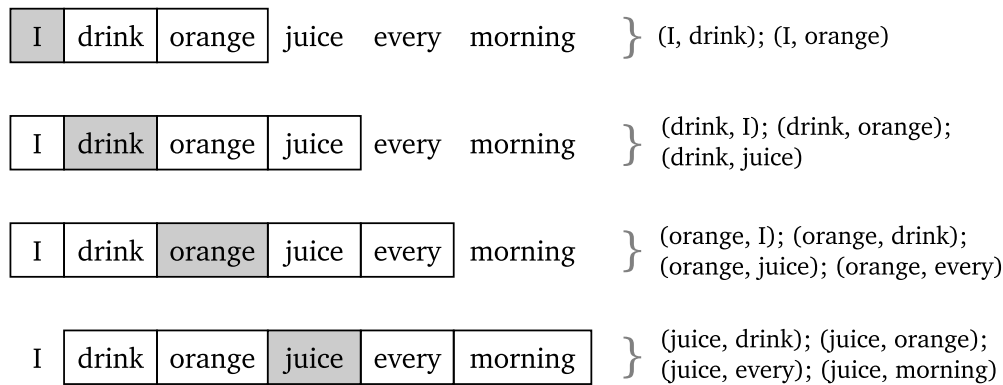 I drink orange juice every morning } (I, drink); (I, orange)
I drink orange juice every morning } (drink, I); (drink, orange);
(drink, juice)
I drink orange juice every morning } (orange, I); (orange, drink);
(orange, juice); (orange, every)
I drink orange juice every morning } (juice, drink); (juice, orange);
(juice, every); (juice, morning)